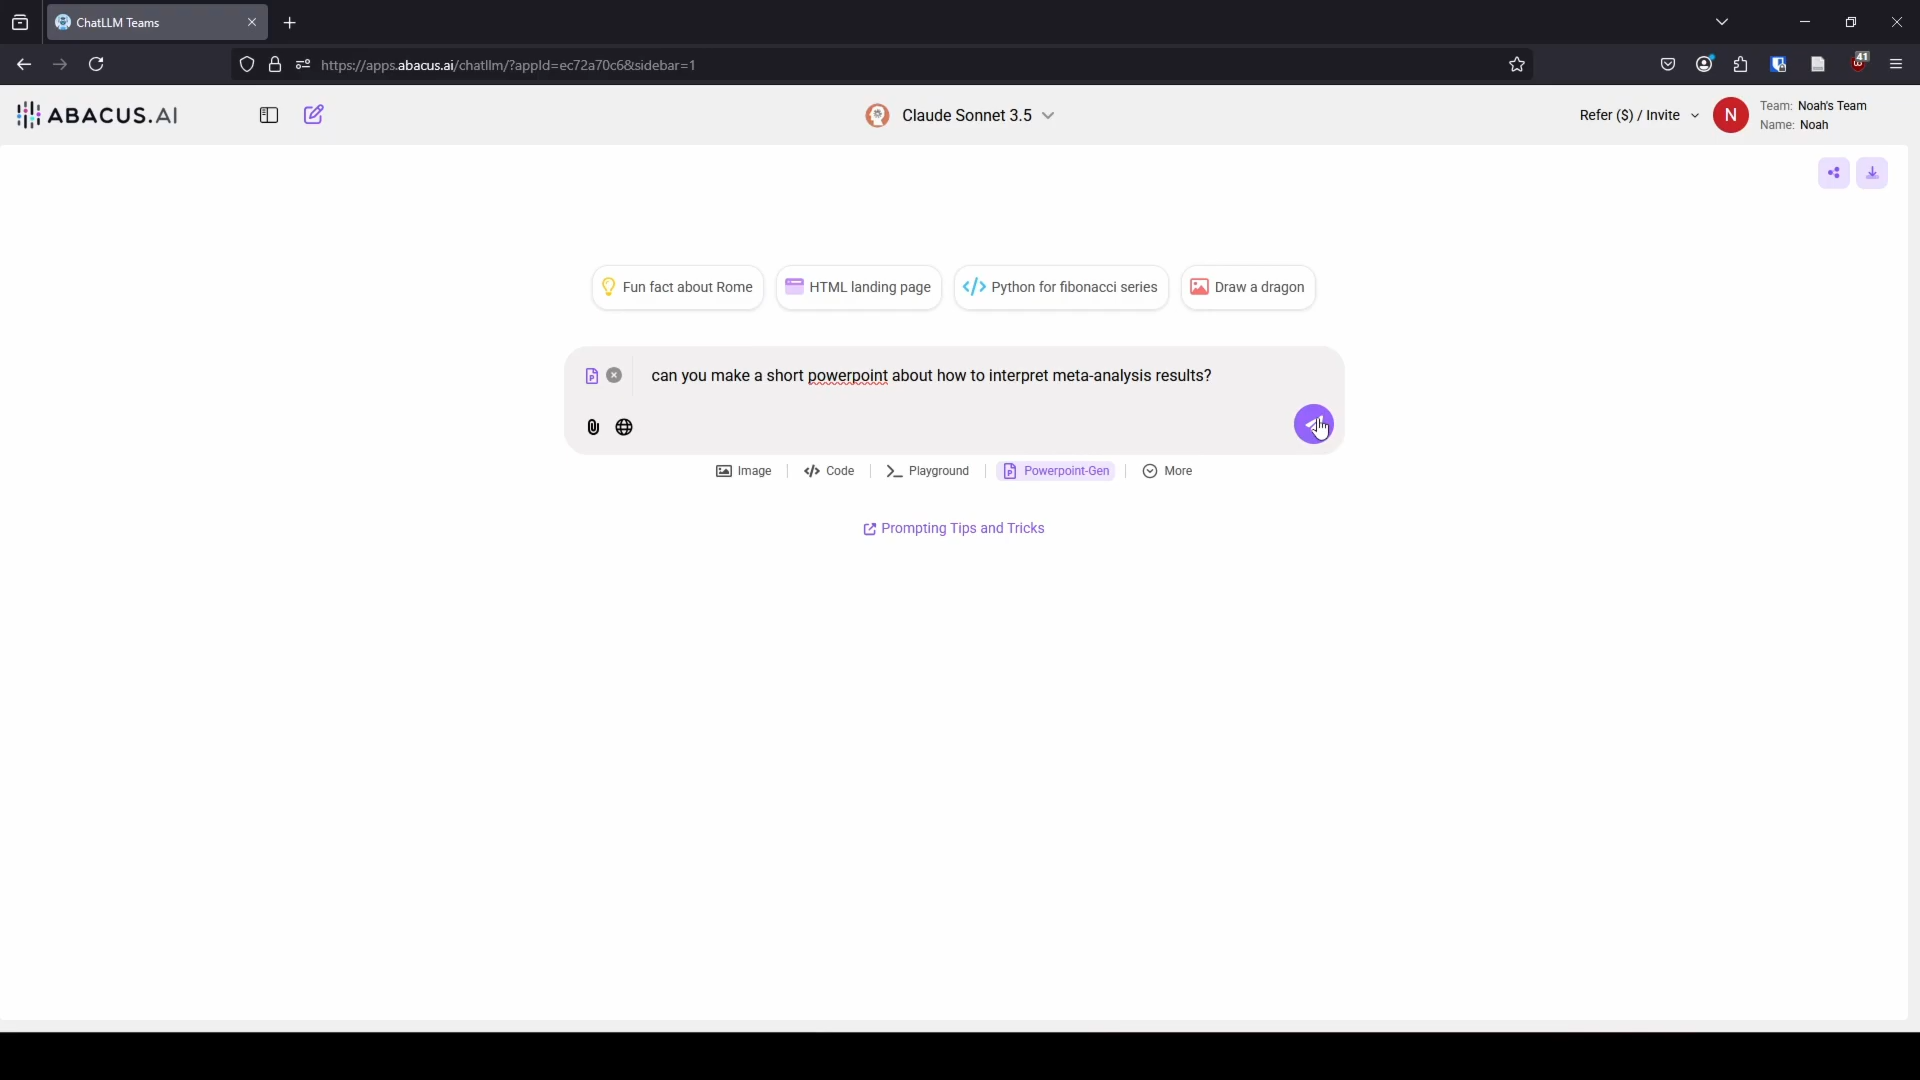 ChatLLM Teams
https://apps.abacus.ai/chatllm/?appId=ec72a70c6&sidebar=1
41
ABACUS.AI
Claude Sonnet 3.5
Refer ($) / Invite
N
Team: Noah's Team
Name: Noah
Fun fact about Rome
HTML landing page
Python for fibonacci series
Draw a dragon
can you make a short powerpoint about how to interpret meta-analysis results?
Image
Code
Playground
Powerpoint-Gen
More
Prompting Tips and Tricks